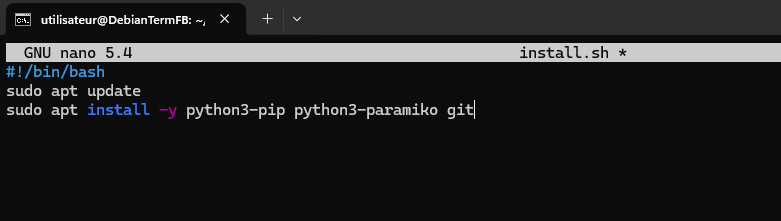 utilisateur@DebianTermFB: ~,
GNU nano 5.4 install.sh *
#!/bin/bash
sudo apt update
sudo apt install -y python3-pip python3-paramiko git